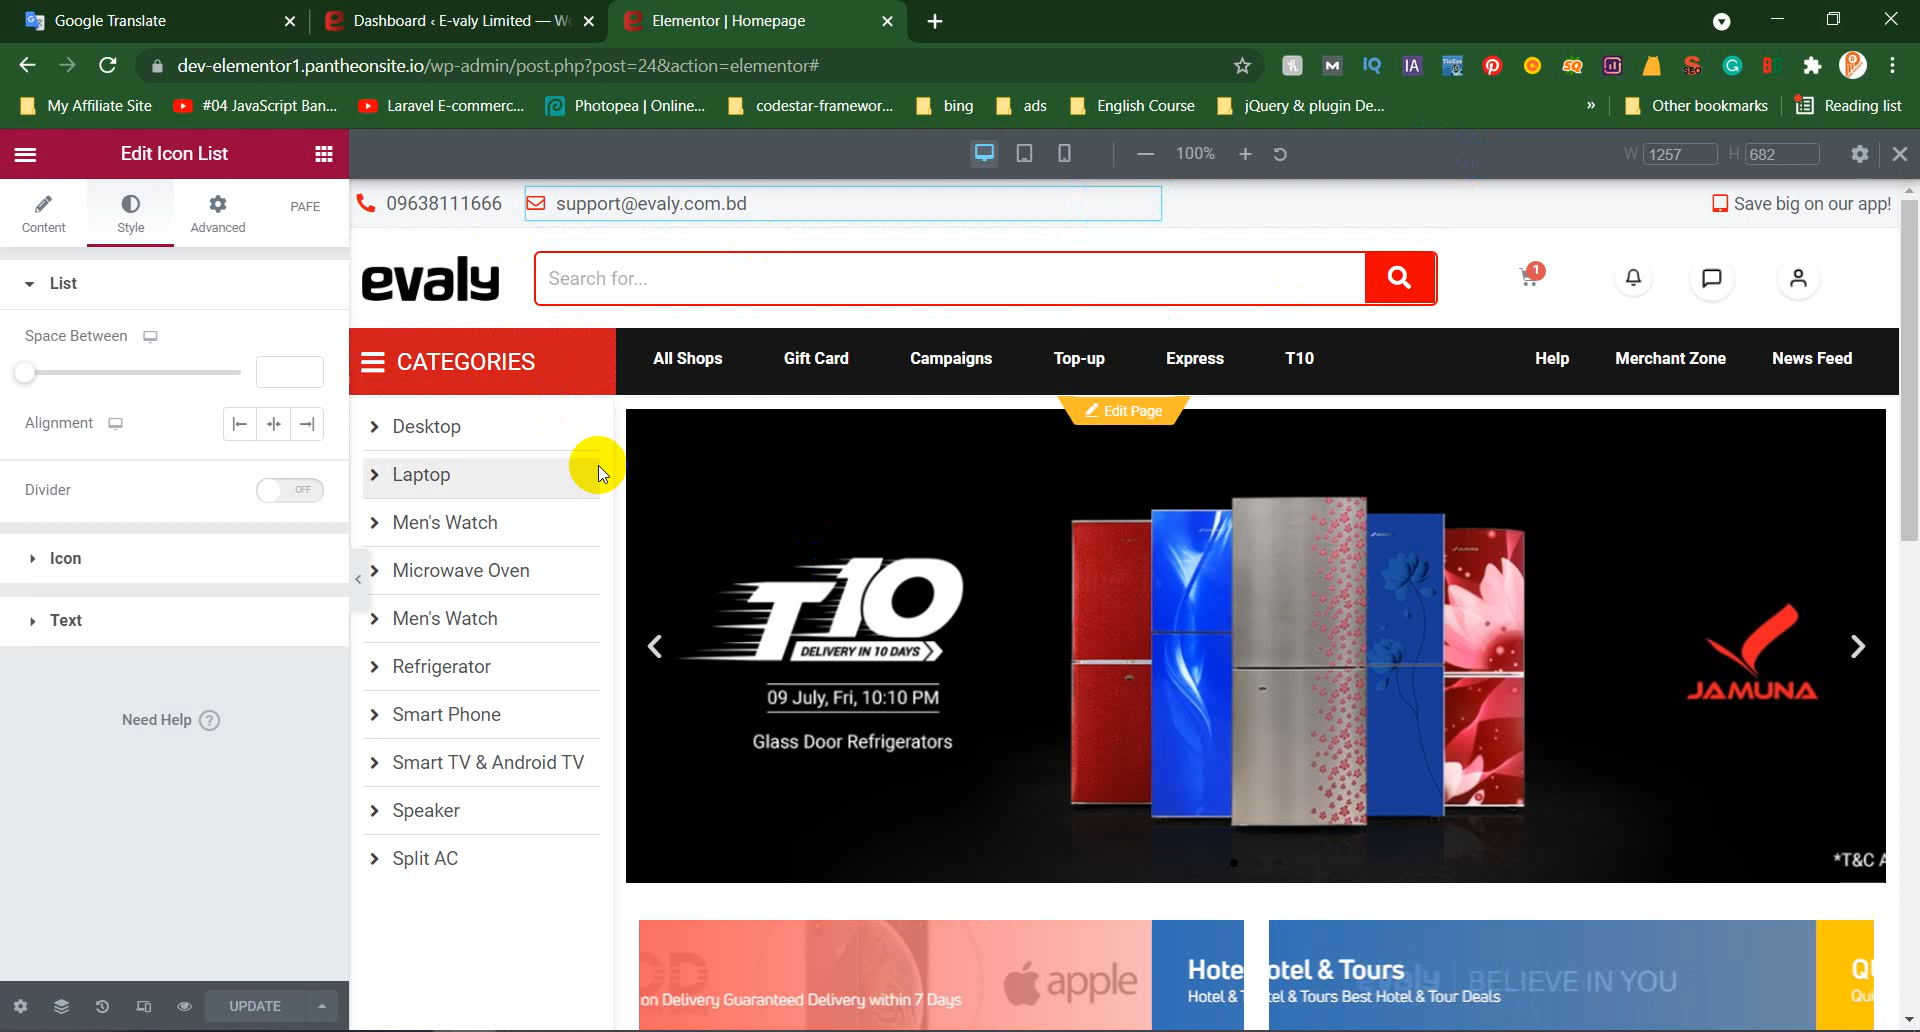 Google Translate
Dashboard ‹ E-valy Limited — W
Elementor | Homepage
dev-elementor1.pantheonsite.io/wp-admin/post.php?post=24&action=elementor#
My Affiliate Site
#04 JavaScript Ban...
Laravel E-commerc...
Photopea | Online...
codestar-framewor...
bing
ads
English Course
jQuery & plugin De...
»
Other bookmarks
Reading list
Edit Icon List
100%
W 1257
H 682
Content
Style
Advanced
PAFE
09638111666
support@evaly.com.bd
Save big on our app!
List
evaly
Search for...
1
Space Between
CATEGORIES
All Shops
Gift Card
Campaigns
Top-up
Express
T10
Help
Merchant Zone
News Feed
Alignment
Edit Page
Divider
OFF
Icon
Text
Need Help ?
Desktop
Laptop
Men's Watch
Microwave Oven
Men's Watch
Refrigerator
Smart Phone
Smart TV & Android TV
Speaker
Split AC
T10
DELIVERY IN 10 DAYS
09 July, Fri, 10:10 PM
Glass Door Refrigerators
JAMUNA
*T&C A
on Delivery Guaranteed Delivery within 7 Days
apple
Hote
Hotel & T
otel & Tours
tel & Tours Best Hotel & Tour Deals
BELIEVE IN YOU
Qu
UPDATE